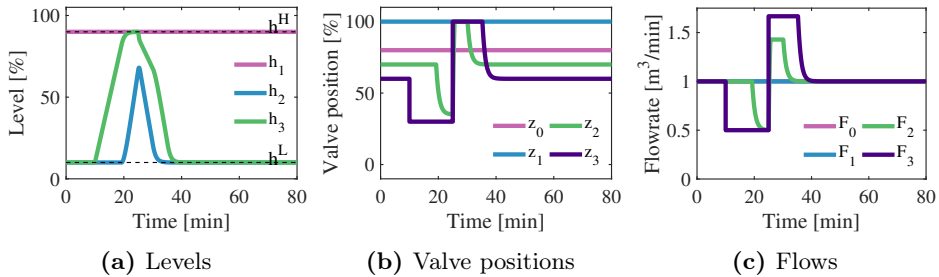 Level [%]
100
50
0
h^H
h_1
h_2
h_3
h^L
0 20 40 60 80
Time [min]
(a) Levels
Valve position [%]
100
50
0
z_0 z_2
z_1 z_3
0 20 40 60 80
Time [min]
(b) Valve positions
Flowrate [m^3/min]
1.5
1
0.5
0
F_0 F_2
F_1 F_3
0 20 40 60 80
Time [min]
(c) Flows